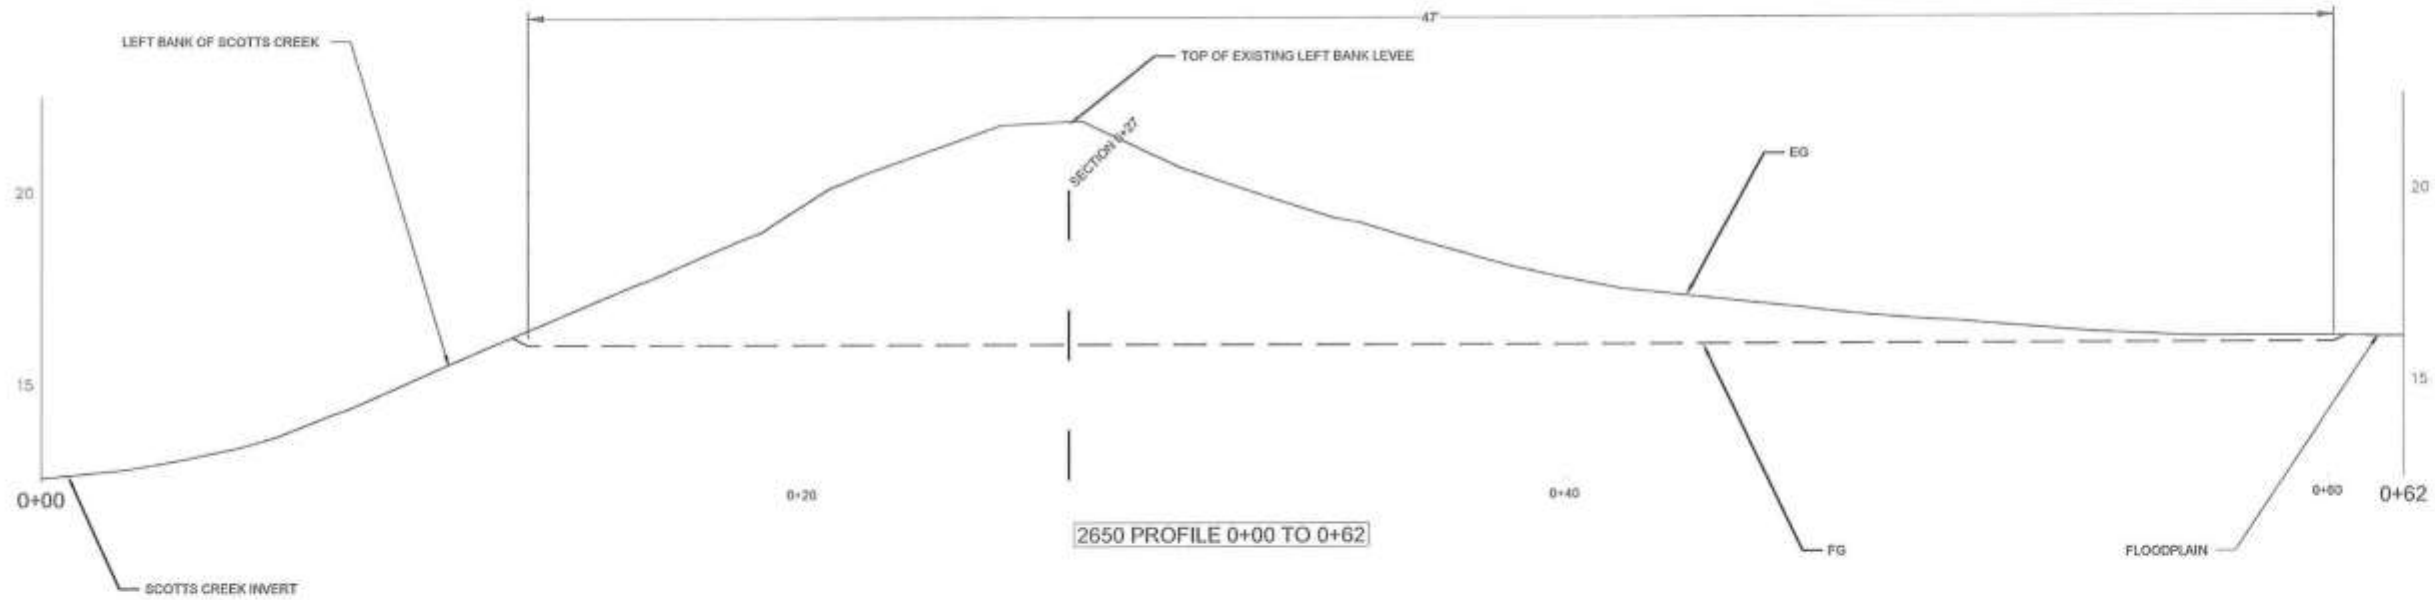 47'
LEFT BANK OF SCOTTS CREEK
TOP OF EXISTING LEFT BANK LEVEE
SECTION 0+27
EG
20
20
15
15
0+00
0+20
0+40
0+60
0+62
2650 PROFILE 0+00 TO 0+62
FG
FLOODPLAIN
SCOTTS CREEK INVERT